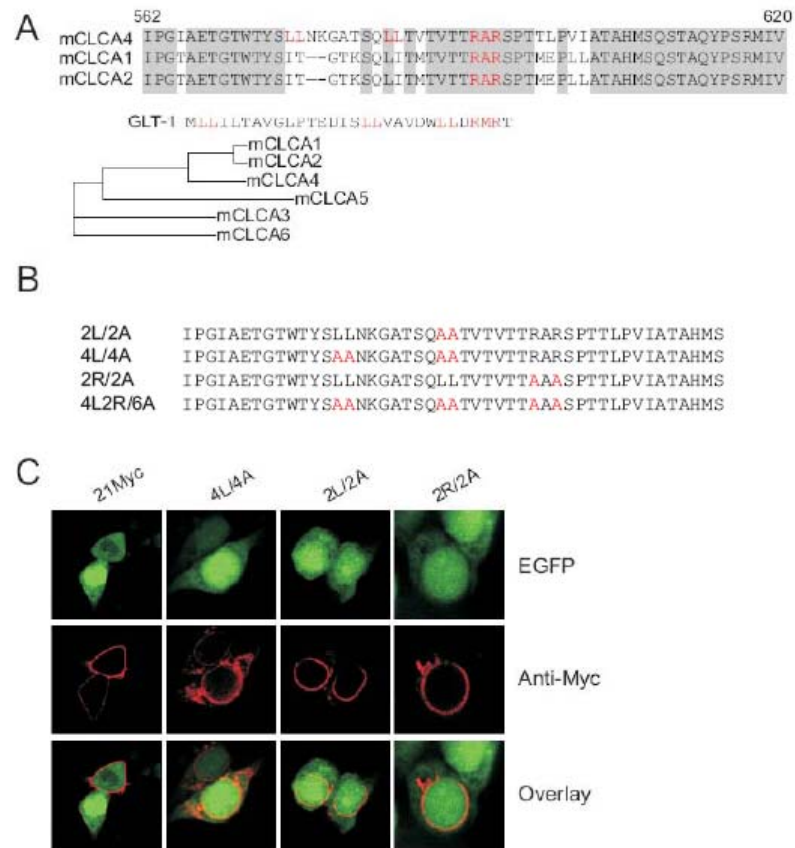 A
562 620
mCLCA4 IPGIAETGTWTYSLLNKGATSQLLTVTVTTRARSPTTLPVIATAHMSQSTAQYPSRMIV
mCLCA1 IPGTAETGTWTYSIT--GTKSQLITMTVTTRARSPTMEPLLATAHMSQSTAQYPSRMIV
mCLCA2 IPGTAETGTWTYSIT--GTKSQLITMTVTTRARSPTMEPLLATAHMSQSTAQYPSRMIV
GLT-1 MLLILTAVGLPTEDISLLVAVDWLLDRMRT
mCLCA1
mCLCA2
mCLCA4
mCLCA5
mCLCA3
mCLCA6
B
2L/2A IPGIAETGTWTYSLLNKGATSQAATVTVTTRARSPTTLPVIATAHMS
4L/4A IPGIAETGTWTYSAANKGATSQAATVTVTTRARSPTTLPVIATAHMS
2R/2A IPGIAETGTWTYSLLNKGATSQLLTVTVTTAAASPTTLPVIATAHMS
4L2R/6A IPGIAETGTWTYSAANKGATSQAATVTVTTAAASPTTLPVIATAHMS
C
21Myc 4L/4A 2L/2A 2R/2A
EGFP
Anti-Myc
Overlay